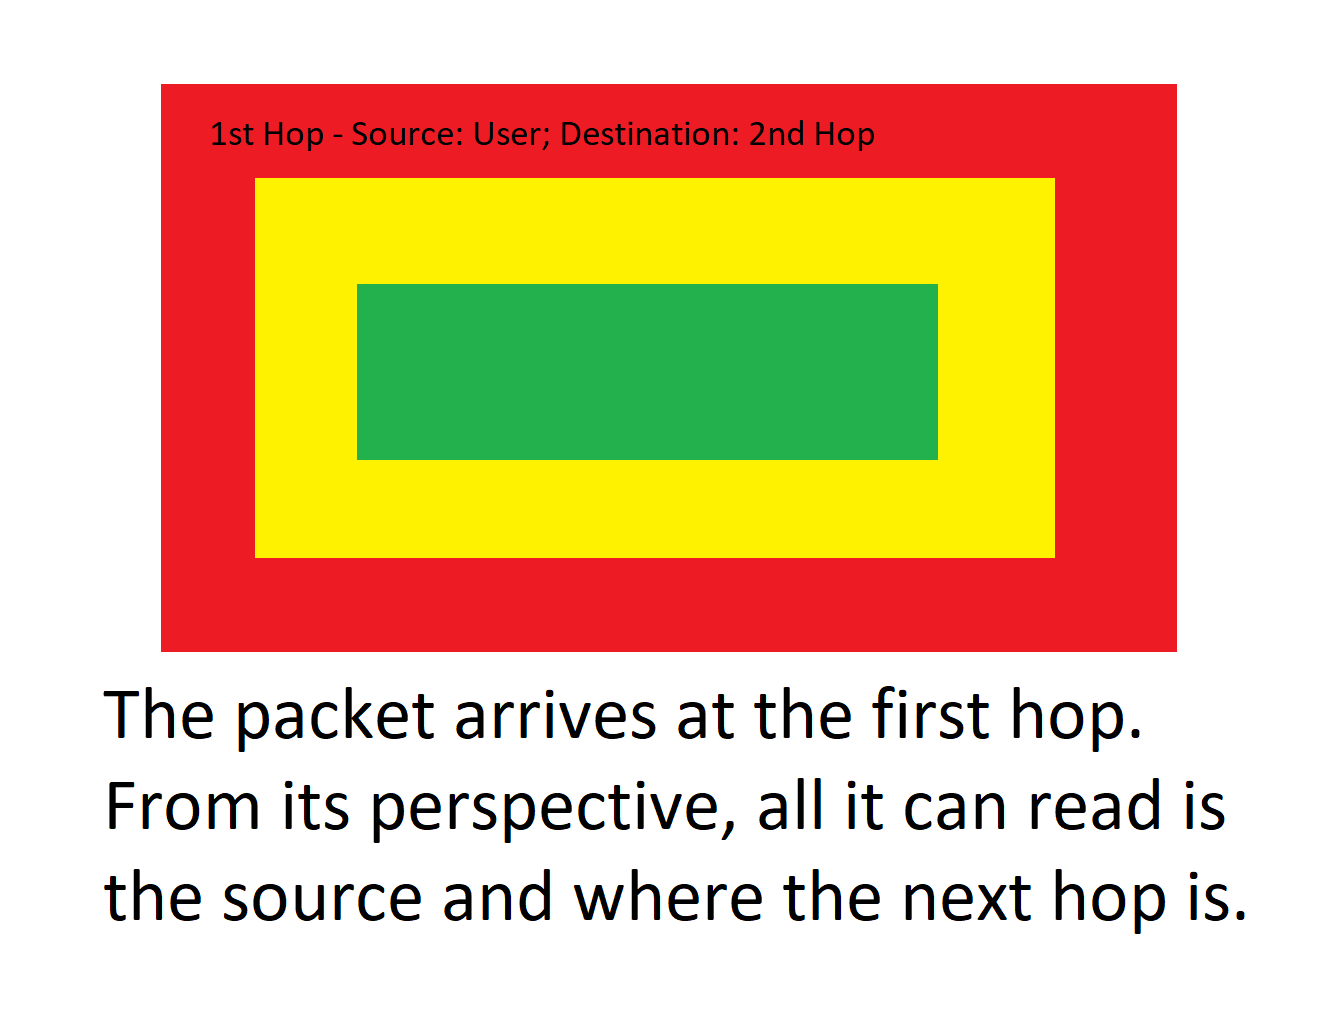 1st Hop - Source: User; Destination: 2nd Hop
The packet arrives at the first hop.
From its perspective, all it can read is
the source and where the next hop is.